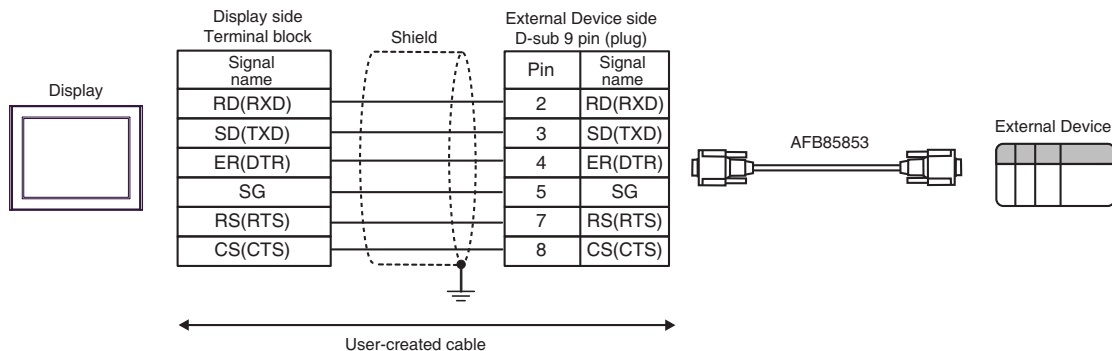 Display
Display side
Terminal block
Shield
External Device side
D-sub 9 pin (plug)
Signal
name
Pin
Signal
name
RD(RXD) 2 RD(RXD)
SD(TXD) 3 SD(TXD)
ER(DTR) 4 ER(DTR)
SG 5 SG
RS(RTS) 7 RS(RTS)
CS(CTS) 8 CS(CTS)
AFB85853
External Device
User-created cable